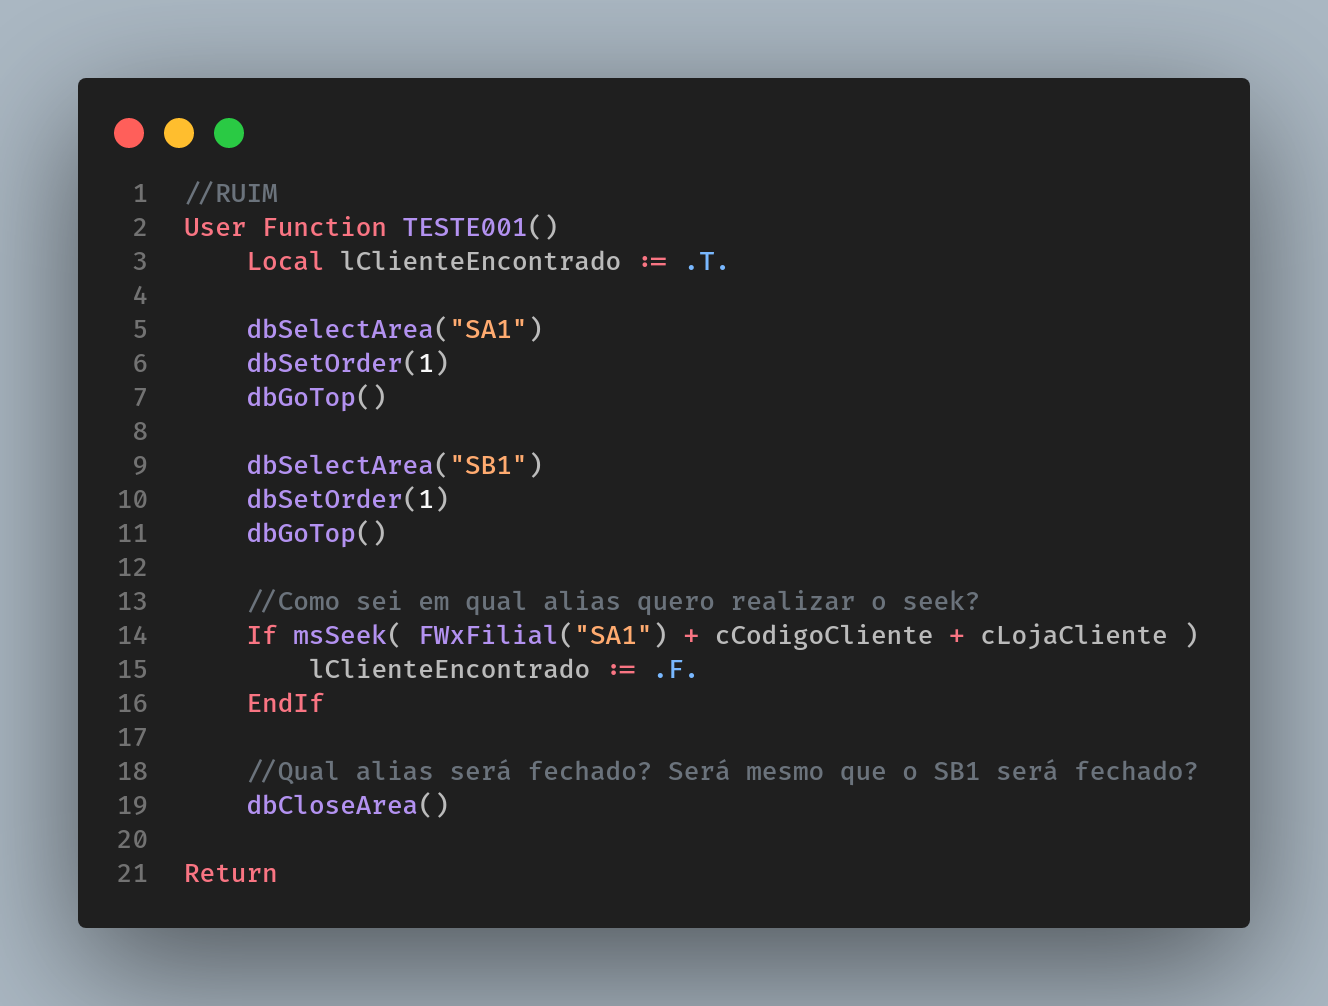 1 //RUIM
2 User Function TESTE001()
3     Local lClienteEncontrado := .T.
4
5     dbSelectArea("SA1")
6     dbSetOrder(1)
7     dbGoTop()
8
9     dbSelectArea("SB1")
10     dbSetOrder(1)
11     dbGoTop()
12
13     //Como sei em qual alias quero realizar o seek?
14     If msSeek( FWxFilial("SA1") + cCodigoCliente + cLojaCliente )
15         lClienteEncontrado := .F.
16     EndIf
17
18     //Qual alias será fechado? Será mesmo que o SB1 será fechado?
19     dbCloseArea()
20
21 Return